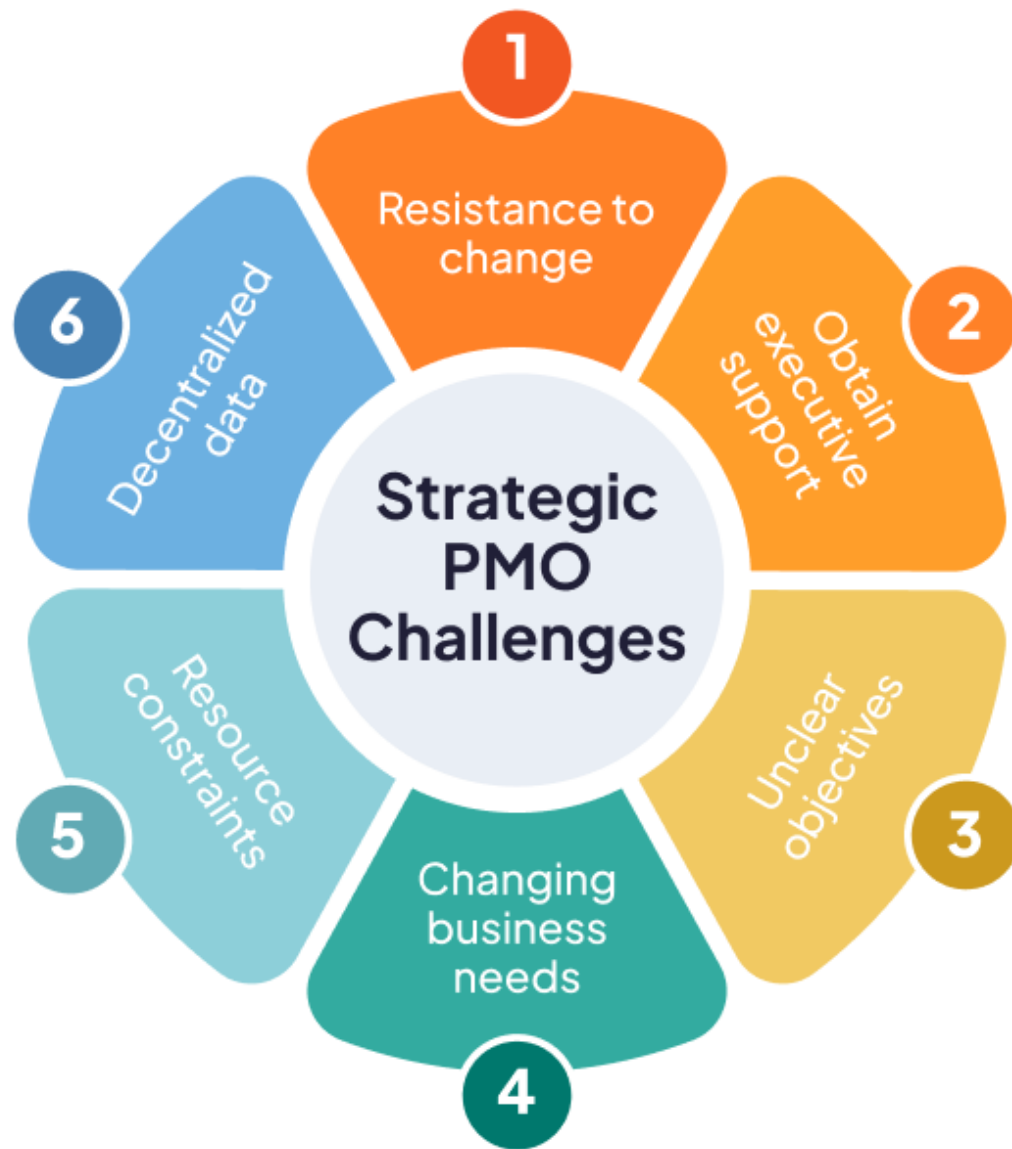 1
Resistance to
change
2
Obtain
executive
support
3
Unclear
objectives
4
Changing
business
needs
5
Resource
constraints
6
Decentralized
data
Strategic
PMO
Challenges